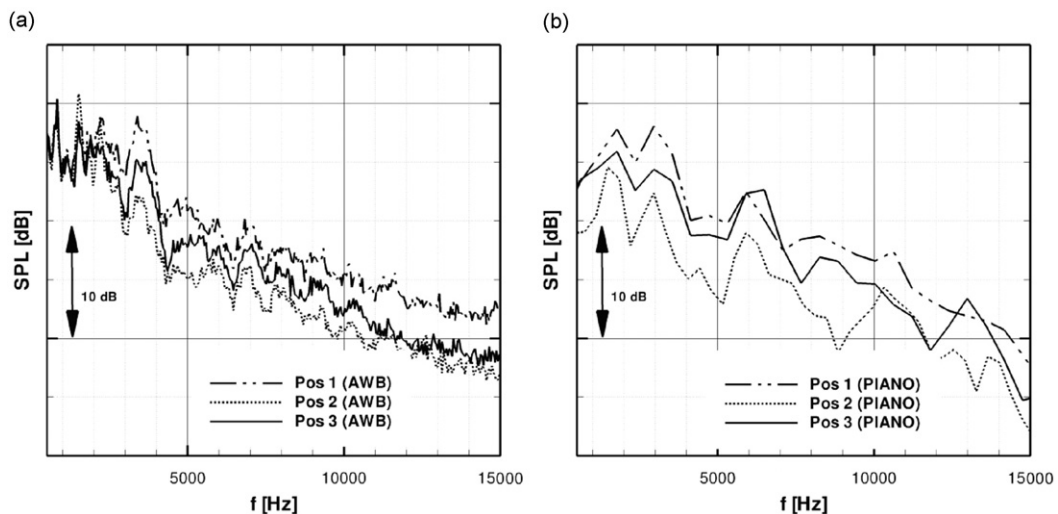 (a)
SPL [dB]
10 dB
Pos 1 (AWB)
Pos 2 (AWB)
Pos 3 (AWB)
5000 10000 15000
f [Hz]
(b)
SPL [dB]
10 dB
Pos 1 (PIANO)
Pos 2 (PIANO)
Pos 3 (PIANO)
5000 10000 15000
f [Hz]